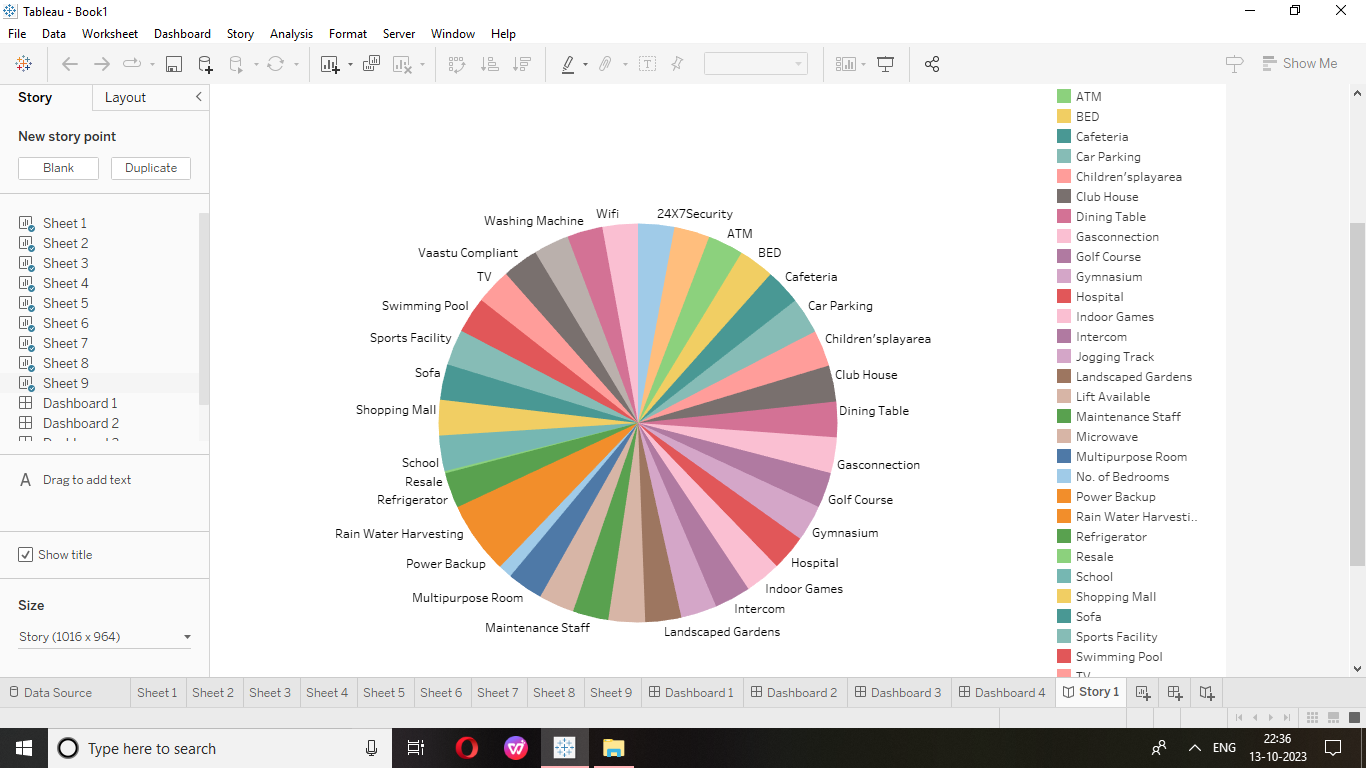 Tableau - Book1
File Data Worksheet Dashboard Story Analysis Format Server Window Help
Show Me
Story Layout
New story point
Blank Duplicate
Sheet 1
Sheet 2
Sheet 3
Sheet 4
Sheet 5
Sheet 6
Sheet 7
Sheet 8
Sheet 9
Dashboard 1
Dashboard 2
A Drag to add text
Show title
Size
Story (1016 x 964)
Wifi
24X7Security
Washing Machine
ATM
Vaastu Compliant
BED
TV
Cafeteria
Swimming Pool
Car Parking
Sports Facility
Children'splayarea
Sofa
Club House
Shopping Mall
Dining Table
School
Gasconnection
Resale
Refrigerator
Golf Course
Rain Water Harvesting
Gymnasium
Power Backup
Hospital
Multipurpose Room
Indoor Games
Intercom
Maintenance Staff
Landscaped Gardens
ATM
BED
Cafeteria
Car Parking
Children'splayarea
Club House
Dining Table
Gasconnection
Golf Course
Gymnasium
Hospital
Indoor Games
Intercom
Jogging Track
Landscaped Gardens
Lift Available
Maintenance Staff
Microwave
Multipurpose Room
No. of Bedrooms
Power Backup
Rain Water Harvesti..
Refrigerator
Resale
School
Shopping Mall
Sofa
Sports Facility
Swimming Pool
TV
Data Source Sheet 1 Sheet 2 Sheet 3 Sheet 4 Sheet 5 Sheet 6 Sheet 7 Sheet 8 Sheet 9 Dashboard 1 Dashboard 2 Dashboard 3 Dashboard 4 Story 1
Type here to search
ENG
22:36
13-10-2023